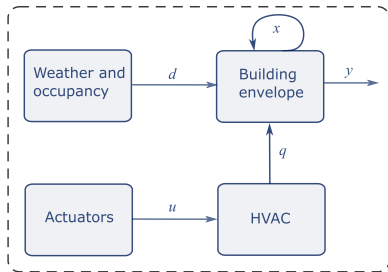 x
Weather and
occupancy
d
Building
envelope
y
q
Actuators
u
HVAC